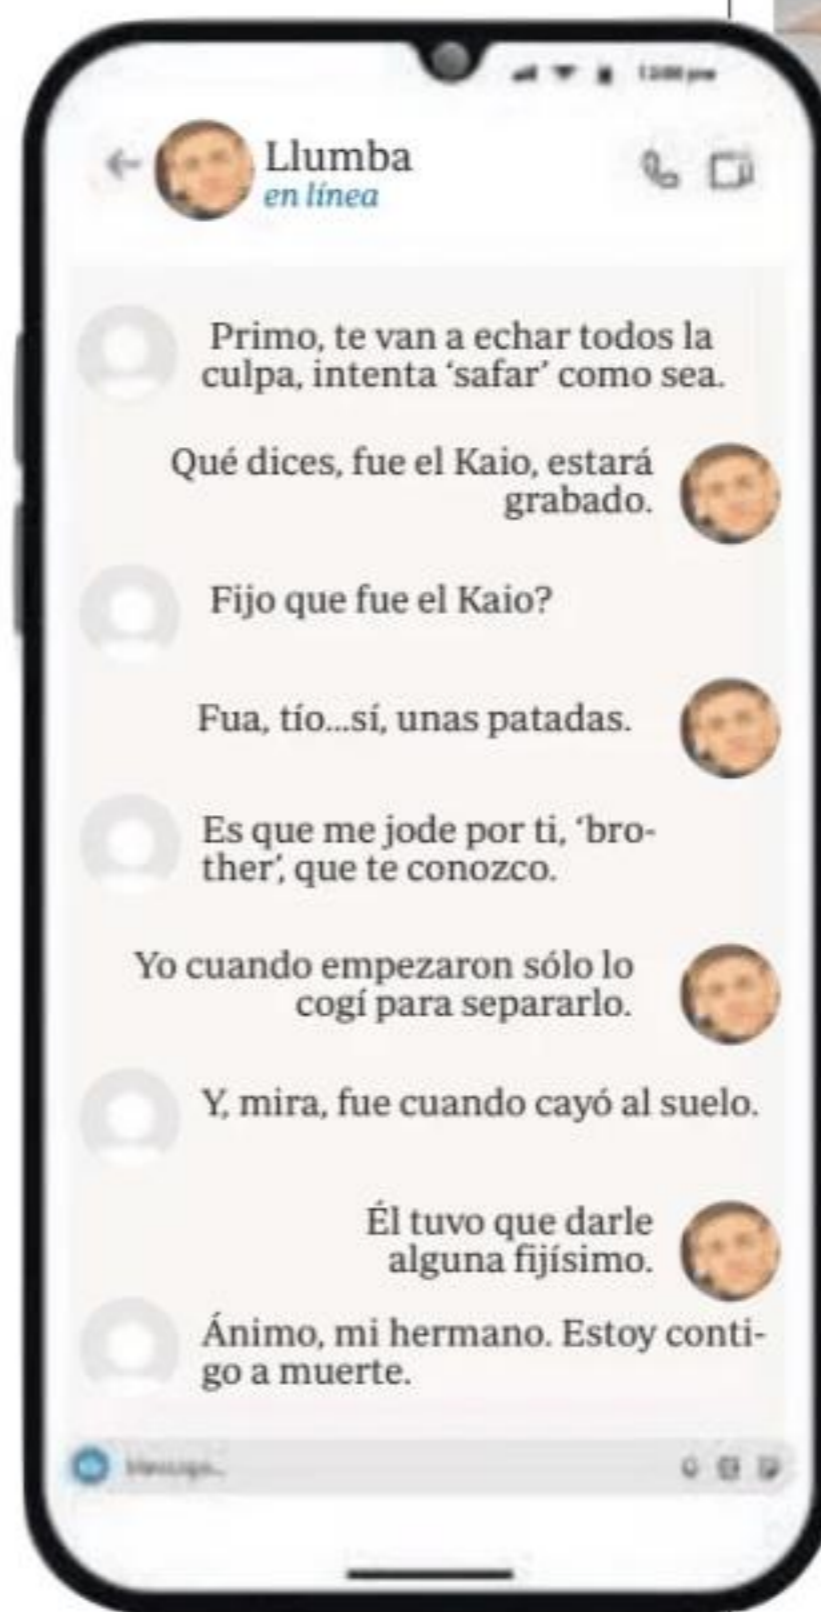 Llumba
en línea
Primo, te van a echar todos la
culpa, intenta ‘safar’ como sea.
Qué dices, fue el Kaio, estará
grabado.
Fijo que fue el Kaio?
Fua, tío...sí, unas patadas.
Es que me jode por ti, ‘bro-
ther’, que te conozco.
Yo cuando empezaron sólo lo
cogí para separarlo.
Y, mira, fue cuando cayó al suelo.
Él tuvo que darle
alguna fijísimo.
Ánimo, mi hermano. Estoy conti-
go a muerte.